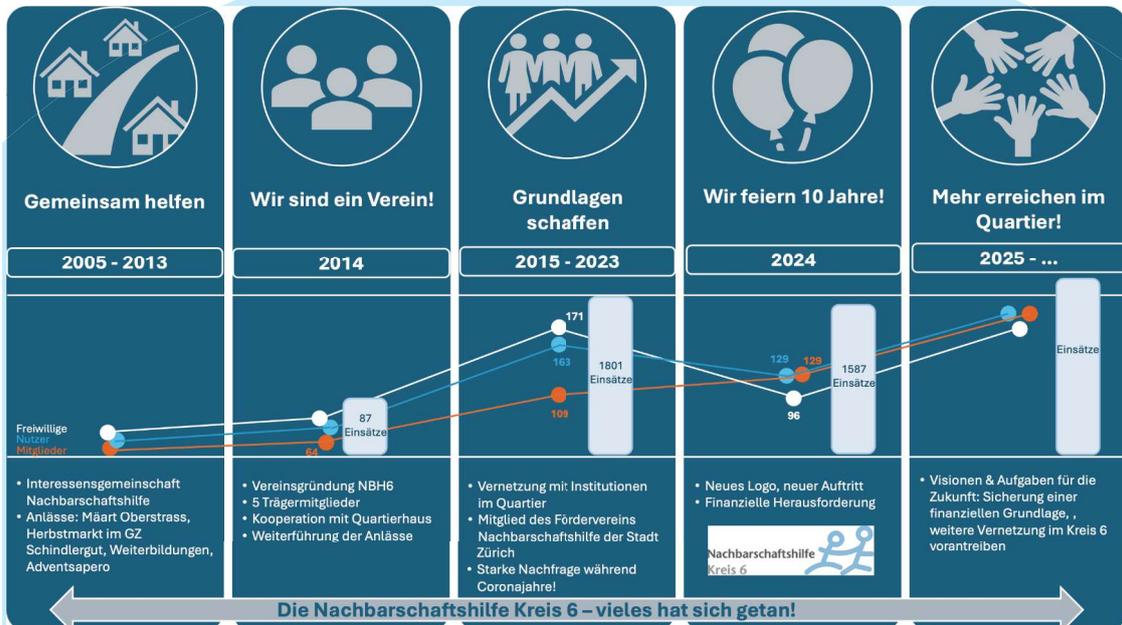 Gemeinsam helfen
2005 - 2013
Freiwillige
Nutzer
Mitglieder
• Interessensgemeinschaft
Nachbarschaftshilfe
• Anlässe: Määrt Oberstrass,
Herbstmarkt im GZ
Schindlergut, Weiterbildungen,
Adventsapero
Wir sind ein Verein!
2014
64
87
Einsätze
• Vereinsgründung NBH6
• 5 Trägermitglieder
• Kooperation mit Quartierhaus
• Weiterführung der Anlässe
Grundlagen
schaffen
2015 - 2023
171
163
109
1801
Einsätze
• Vernetzung mit Institutionen
im Quartier
• Mitglied des Fördervereins
Nachbarschaftshilfe der Stadt
Zürich
• Starke Nachfrage während
Coronajahre!
Wir feiern 10 Jahre!
2024
129
129
96
1587
Einsätze
• Neues Logo, neuer Auftritt
• Finanzielle Herausforderung
Nachbarschaftshilfe
Kreis 6
Mehr erreichen im
Quartier!
2025 - ...
Einsätze
• Visionen & Aufgaben für die
Zukunft: Sicherung einer
finanziellen Grundlage, ,
weitere Vernetzung im Kreis 6
vorantreiben
Die Nachbarschaftshilfe Kreis 6 – vieles hat sich getan!